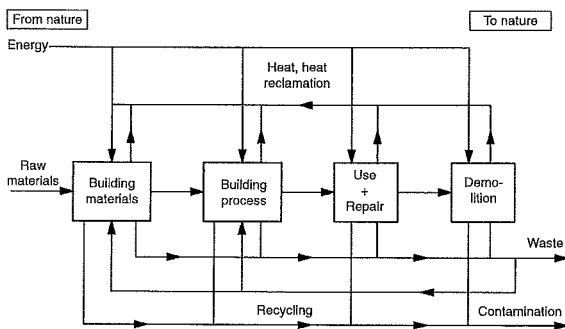 From nature
To nature
Energy
Heat, heat
reclamation
Raw
materials
Building
materials
Building
process
Use
+
Repair
Demo-
lition
Waste
Recycling
Contamination